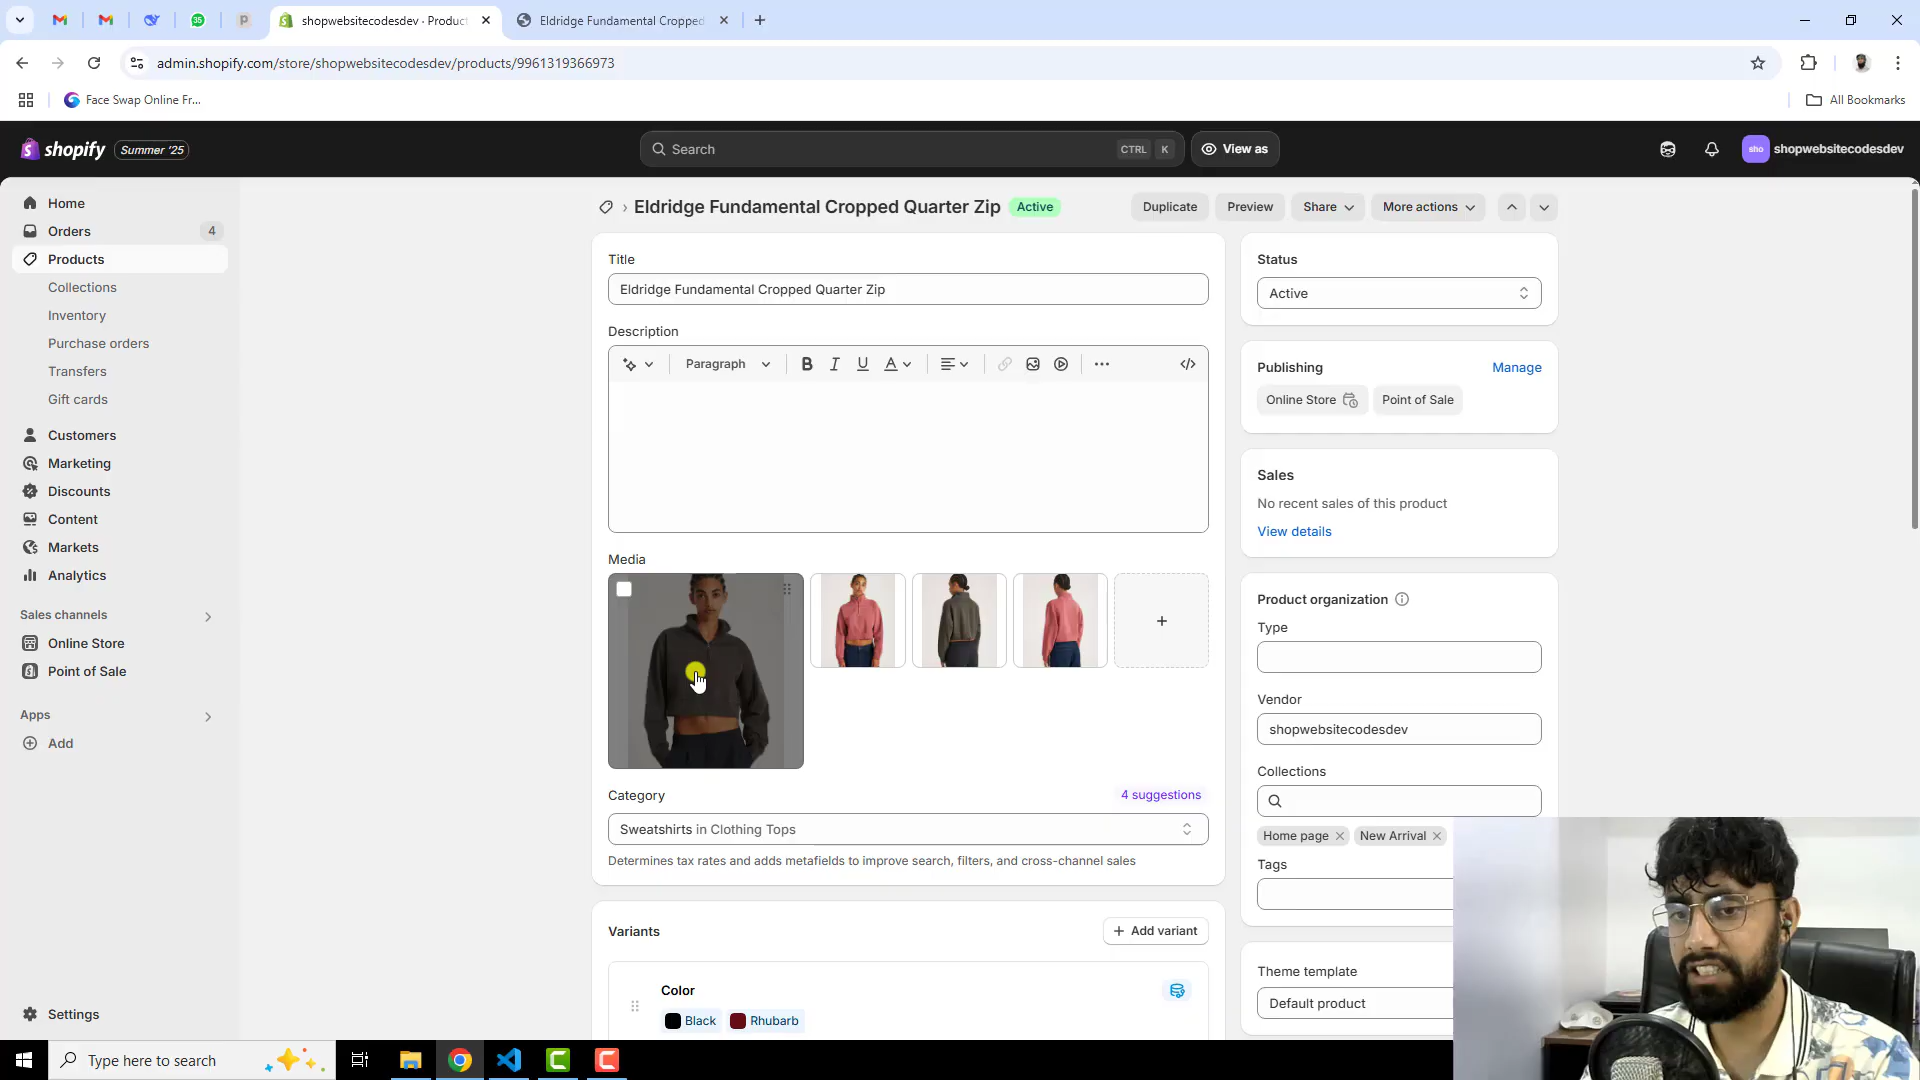 shopwebsitecodesdev · Product
Eldridge Fundamental Cropped
admin.shopify.com/store/shopwebsitecodesdev/products/9961319366973
Face Swap Online Fr...
All Bookmarks
shopify
Summer '25
Search
CTRL K
View as
sho
shopwebsitecodesdev
Home
Orders
4
Products
Collections
Inventory
Purchase orders
Transfers
Gift cards
Customers
Marketing
Discounts
Content
Markets
Analytics
Sales channels
Online Store
Point of Sale
Apps
Add
Settings
Eldridge Fundamental Cropped Quarter Zip
Active
Duplicate
Preview
Share
More actions
Title
Eldridge Fundamental Cropped Quarter Zip
Description
Paragraph
B I U A
Media
Category
4 suggestions
Sweatshirts in Clothing Tops
Determines tax rates and adds metafields to improve search, filters, and cross-channel sales
Variants
Add variant
Color
Black
Rhubarb
Status
Active
Publishing
Manage
Online Store
Point of Sale
Sales
No recent sales of this product
View details
Product organization
Type
Vendor
shopwebsitecodesdev
Collections
Home page
New Arrival
Tags
Theme template
Default product
Type here to search